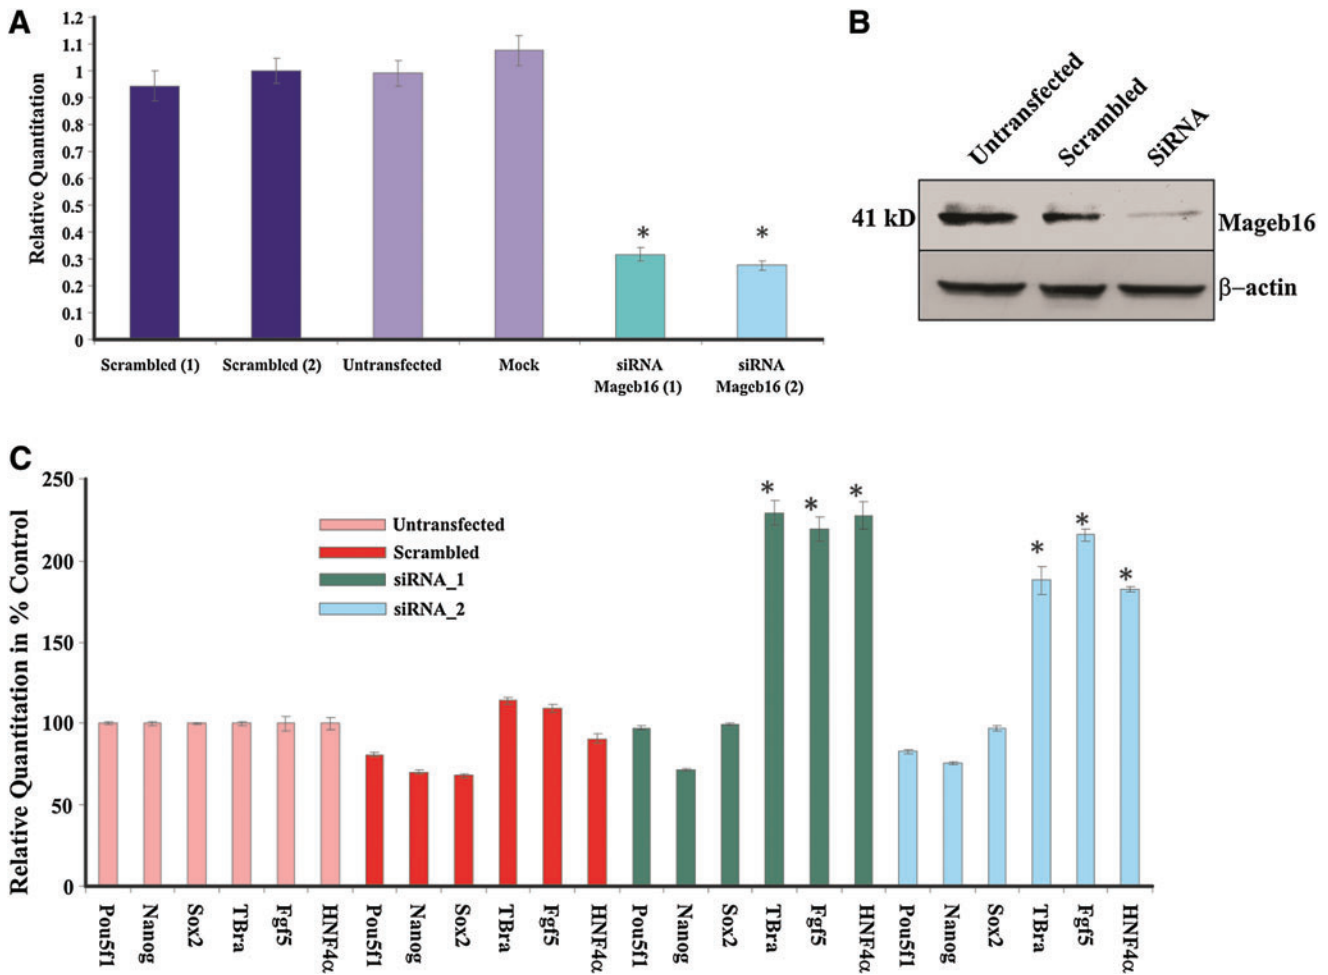 A
1.2
1.1
1
0.9
0.8
0.7
0.6
0.5
0.4
0.3
0.2
0.1
0
Relative Quantitation
* *
Scrambled (1) Scrambled (2) Untransfected Mock siRNA Mageb16 (1) siRNA Mageb16 (2)
B
Untransfected Scrambled SiRNA
41 kD Mageb16
β-actin
C
Relative Quantitation in % Control
250
200
150
100
50
0
Untransfected
Scrambled
siRNA_1
siRNA_2
* * * * * *
Pou5f1 Nanog Sox2 TBra Fgf5 HNF4α Pou5f1 Nanog Sox2 TBra Fgf5 HNF4α Pou5f1 Nanog Sox2 TBra Fgf5 HNF4α Pou5f1 Nanog Sox2 TBra Fgf5 HNF4α